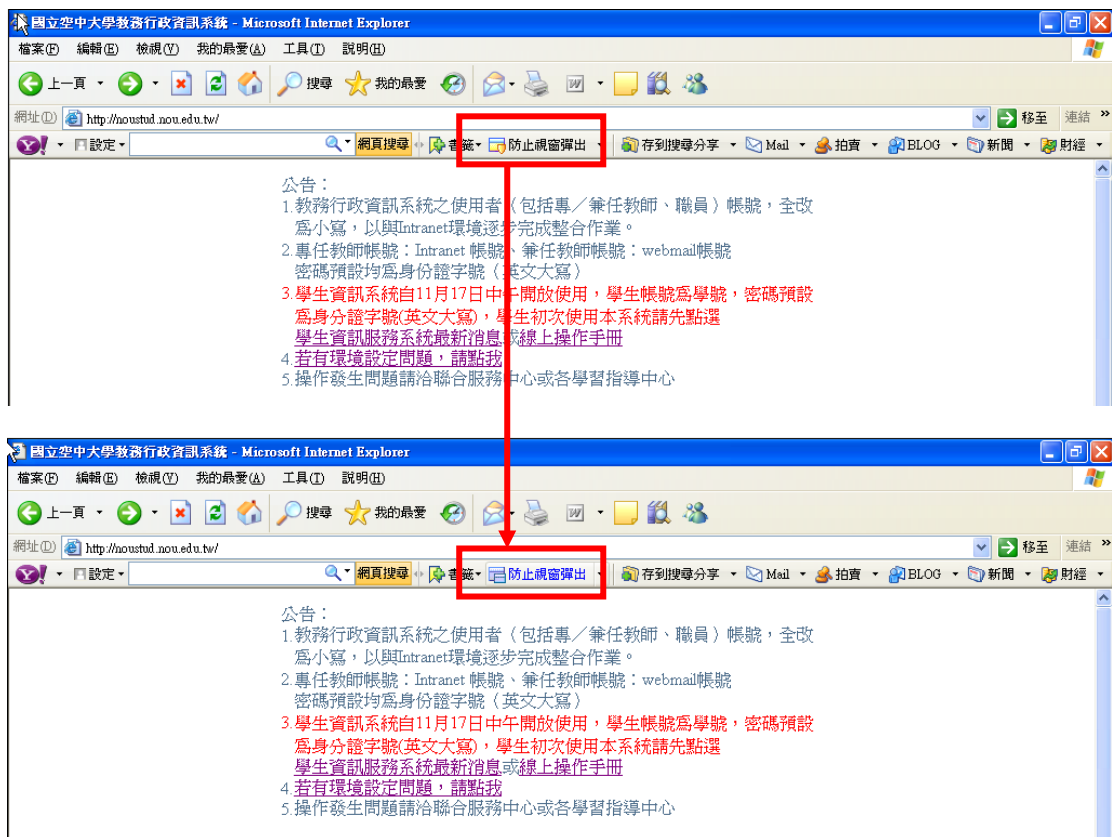 國立空中大學教務行政資訊系統 - Microsoft Internet Explorer
檔案(F) 編輯(E) 檢視(V) 我的最愛(A) 工具(T) 說明(H)
上一頁 搜尋 我的最愛
網址(D) http://noustud.nou.edu.tw/ 移至 連結 »
Y! 設定 網頁搜尋 書籤 防止視窗彈出 存到搜尋分享 Mail 拍賣 BLOG 新聞 財經
公告：
1.教務行政資訊系統之使用者（包括專／兼任教師、職員）帳號，全改
為小寫，以與Intranet環境逐步完成整合作業。
2.專任教師帳號：Intranet 帳號、兼任教師帳號：webmail帳號
密碼預設均為身份證字號（英文大寫）
3.學生資訊系統自11月17日中午開放使用，學生帳號為學號，密碼預設
為身分證字號(英文大寫)，學生初次使用本系統請先點選
學生資訊服務系統最新消息或線上操作手冊
4.若有環境設定問題，請點我
5.操作發生問題請洽聯合服務中心或各學習指導中心
國立空中大學教務行政資訊系統 - Microsoft Internet Explorer
檔案(F) 編輯(E) 檢視(V) 我的最愛(A) 工具(T) 說明(H)
上一頁 搜尋 我的最愛
網址(D) http://noustud.nou.edu.tw/ 移至 連結 »
Y! 設定 網頁搜尋 書籤 防止視窗彈出 存到搜尋分享 Mail 拍賣 BLOG 新聞 財經
公告：
1.教務行政資訊系統之使用者（包括專／兼任教師、職員）帳號，全改
為小寫，以與Intranet環境逐步完成整合作業。
2.專任教師帳號：Intranet 帳號、兼任教師帳號：webmail帳號
密碼預設均為身份證字號（英文大寫）
3.學生資訊系統自11月17日中午開放使用，學生帳號為學號，密碼預設
為身分證字號(英文大寫)，學生初次使用本系統請先點選
學生資訊服務系統最新消息或線上操作手冊
4.若有環境設定問題，請點我
5.操作發生問題請洽聯合服務中心或各學習指導中心